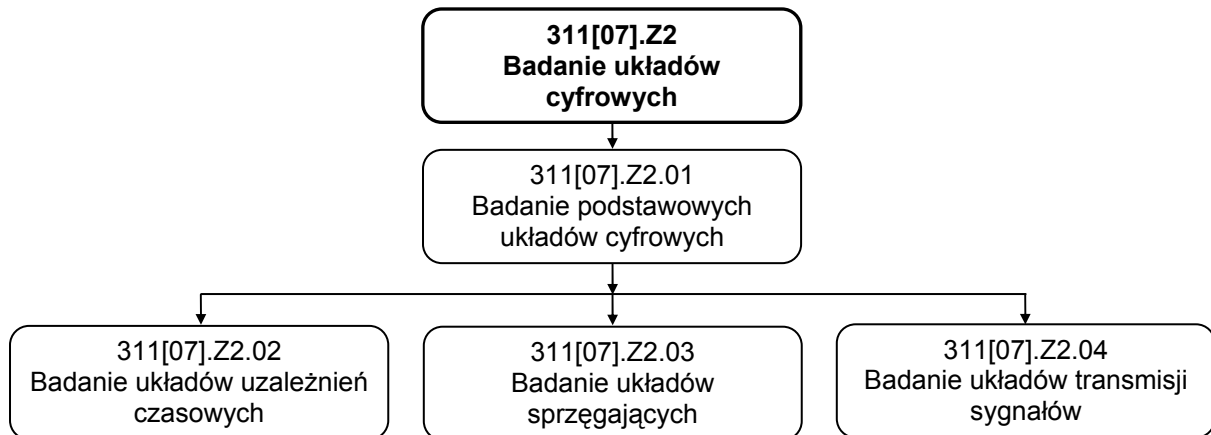 311[07].Z2
Badanie układów
cyfrowych
311[07].Z2.01
Badanie podstawowych
układów cyfrowych
311[07].Z2.02
Badanie układów uzależnień
czasowych
311[07].Z2.03
Badanie układów
sprzęgających
311[07].Z2.04
Badanie układów transmisji
sygnałów